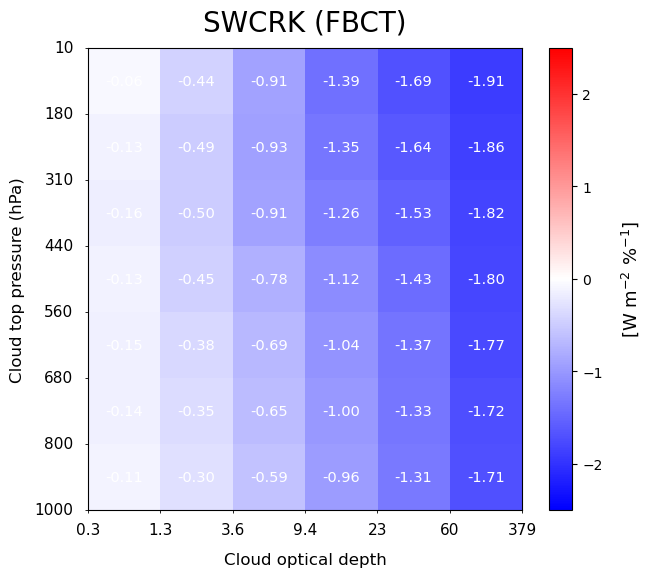 SWCRK (FBCT)
10
-0.06 -0.44 -0.91 -1.39 -1.69 -1.91
180
-0.13 -0.49 -0.93 -1.35 -1.64 -1.86
310
-0.16 -0.50 -0.91 -1.26 -1.53 -1.82
440
-0.13 -0.45 -0.78 -1.12 -1.43 -1.80
560
-0.15 -0.38 -0.69 -1.04 -1.37 -1.77
680
-0.14 -0.35 -0.65 -1.00 -1.33 -1.72
800
-0.11 -0.30 -0.59 -0.96 -1.31 -1.71
1000
0.3 1.3 3.6 9.4 23 60 379
Cloud optical depth
Cloud top pressure (hPa)
2
1
0
−1
−2
[W m⁻² %⁻¹]